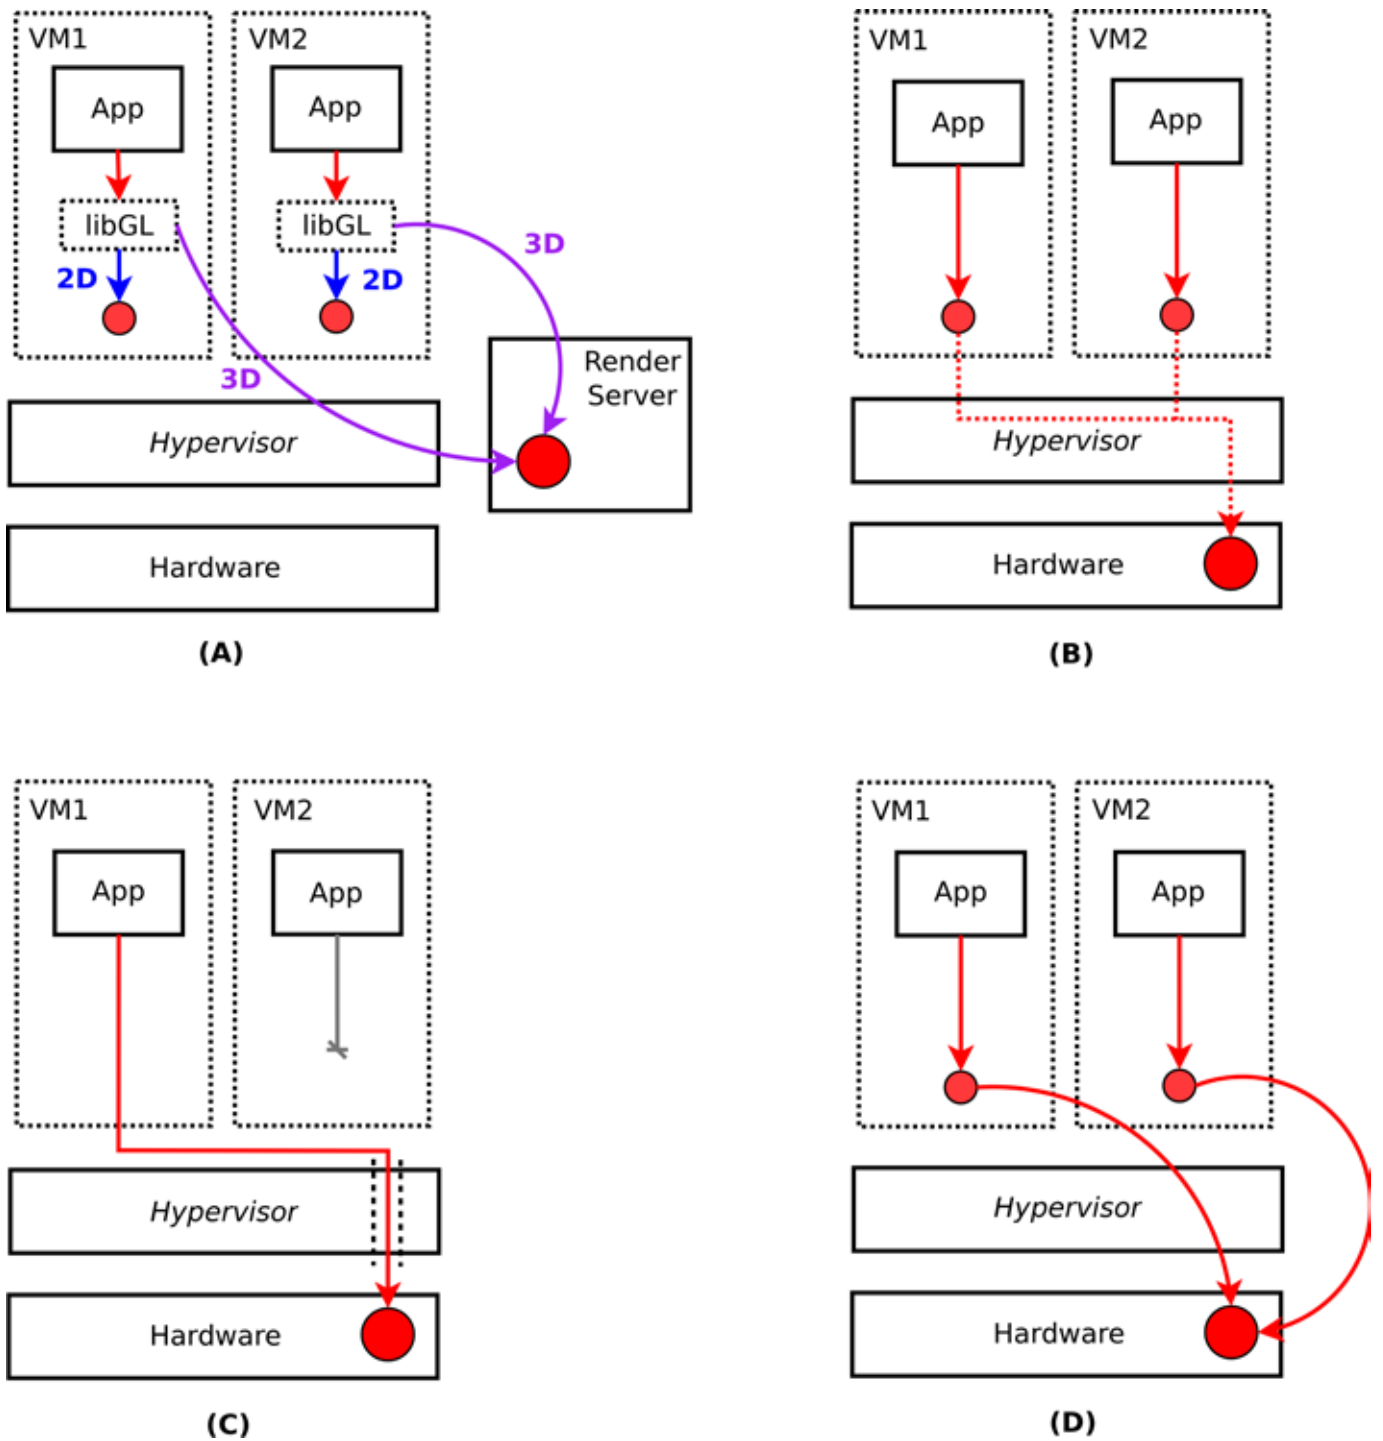 VM1
VM2
App
App
libGL
libGL
2D
2D
3D
3D
Render
Server
Hypervisor
Hardware
(A)
VM1
VM2
App
App
Hypervisor
Hardware
(B)
VM1
VM2
App
App
Hypervisor
Hardware
(C)
VM1
VM2
App
App
Hypervisor
Hardware
(D)